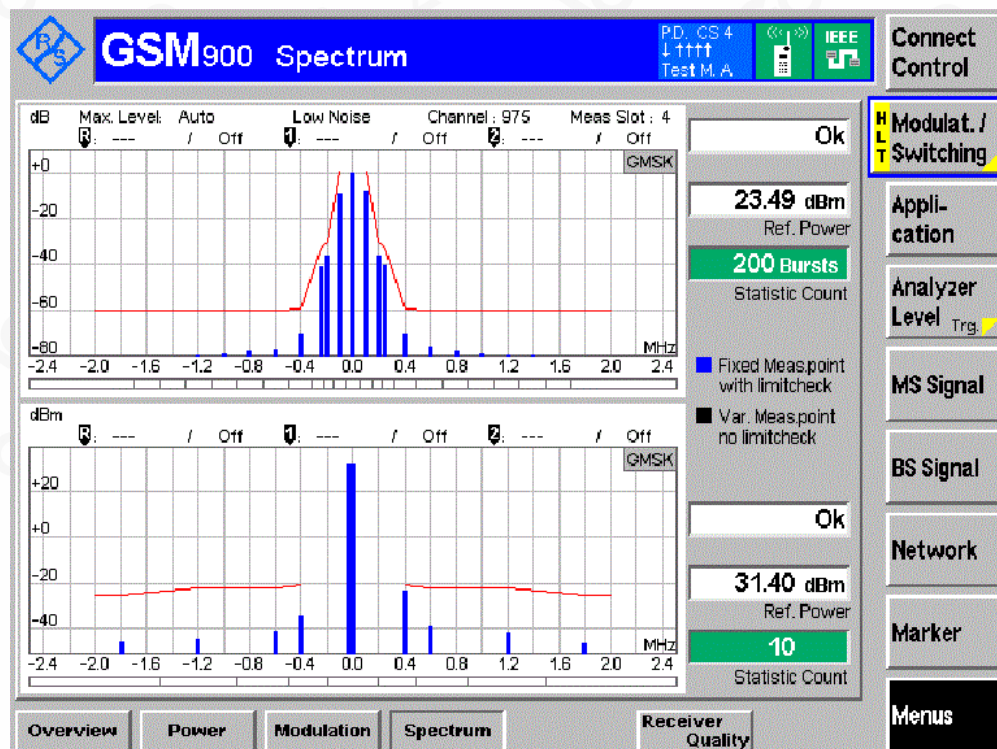 R/S
GSM900 Spectrum
PD, CS 4
Test M. A
IEEE
Connect
Control
H
L
T
Modulat. /
Switching
Appli-
cation
Analyzer
Level Trg.
MS Signal
BS Signal
Network
Marker
Menus
dB Max. Level: Auto Low Noise Channel : 975 Meas Slot : 4
R: --- / Off 1: --- / Off 2: --- / Off
GMSK
+0
-20
-40
-60
-80
MHz
-2.4 -2.0 -1.6 -1.2 -0.8 -0.4 0.0 0.4 0.8 1.2 1.6 2.0 2.4
Ok
23.49 dBm
Ref. Power
200 Bursts
Statistic Count
Fixed Meas.point
with limitcheck
Var. Meas.point
no limitcheck
dBm
R: --- / Off 1: --- / Off 2: --- / Off
GMSK
+20
+0
-20
-40
MHz
-2.4 -2.0 -1.6 -1.2 -0.8 -0.4 0.0 0.4 0.8 1.2 1.6 2.0 2.4
Ok
31.40 dBm
Ref. Power
10
Statistic Count
Overview Power Modulation Spectrum Receiver
Quality